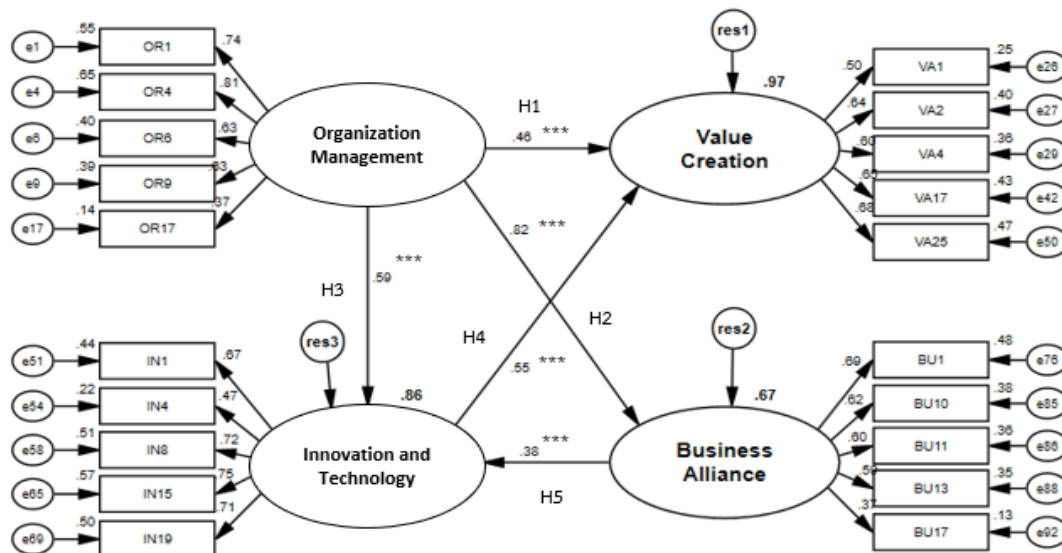 res1
.55
e1
OR1
.74
.65
e4
OR4
.81
.40
e6
OR6
.63
.39
e9
OR9
.63
.14
e17
OR17
.37
Organization
Management
H1
.46 ***
.97
Value
Creation
.50
VA1
.25
e26
.64
VA2
.40
e27
.60
VA4
.36
e29
.65
VA17
.43
e42
.68
VA25
.47
e50
.82 ***
.59 ***
H3
H4
H2
res3
res2
.55 ***
.44
e51
IN1
.67
.22
e54
IN4
.47
.51
e58
IN8
.72
.57
e65
IN15
.75
.50
e69
IN19
.71
.86
Innovation and
Technology
.38 ***
H5
.67
Business
Alliance
.69
BU1
.48
e76
.62
BU10
.38
e85
.60
BU11
.36
e86
.59
BU13
.35
e88
.37
BU17
.13
e92